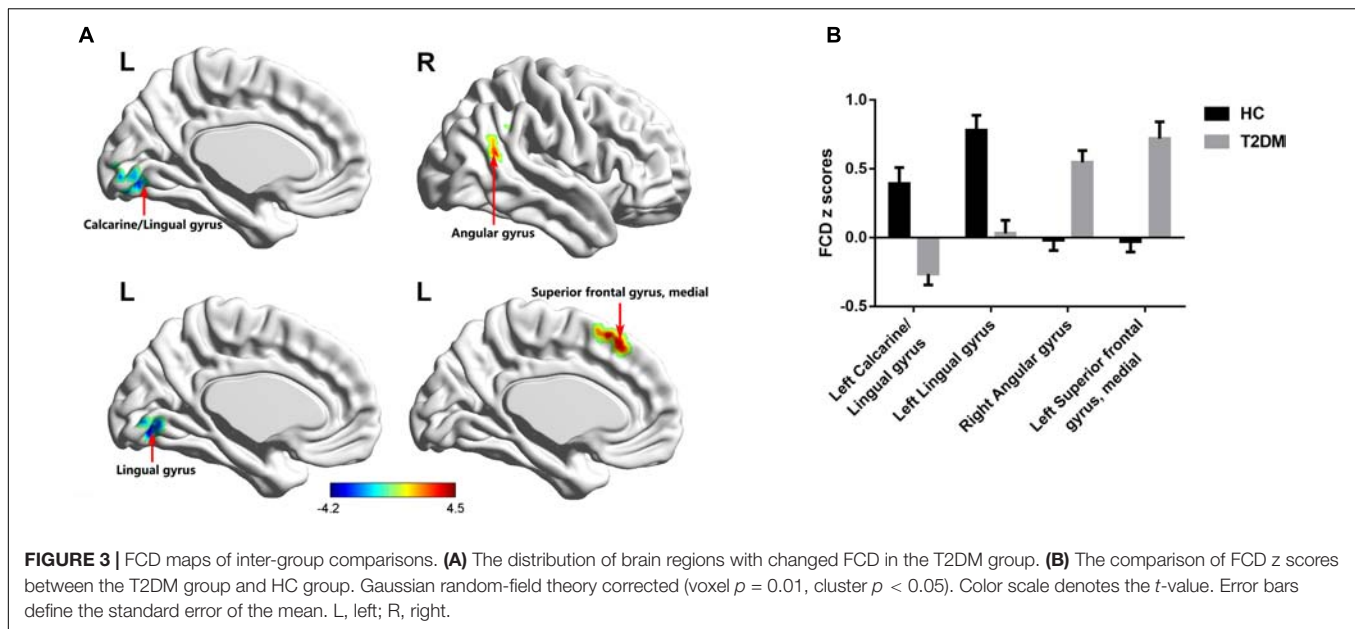 A
B
L
R
Calcarine/Lingual gyrus
Angular gyrus
L
L
Superior frontal gyrus, medial
Lingual gyrus
-4.2
4.5
HC
T2DM
FCD z scores
1.0
0.5
0.0
-0.5
Left Calcarine/
Lingual gyrus
Left Lingual gyrus
Right Angular gyrus
Left Superior frontal
gyrus, medial
FIGURE 3 | FCD maps of inter-group comparisons. (A) The distribution of brain regions with changed FCD in the T2DM group. (B) The comparison of FCD z scores
between the T2DM group and HC group. Gaussian random-field theory corrected (voxel p = 0.01, cluster p < 0.05). Color scale denotes the t-value. Error bars
define the standard error of the mean. L, left; R, right.